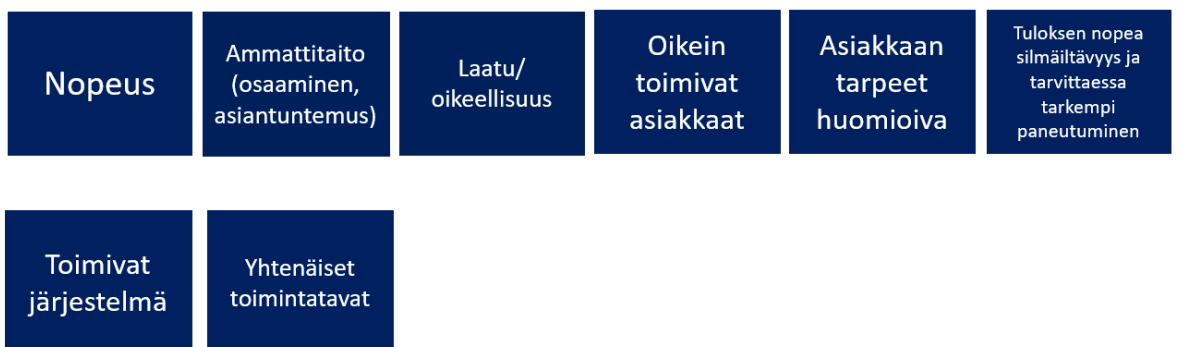 Nopeus
Ammattitaito
(osaaminen,
asiantuntemus)
Laatu/
oikeellisuus
Oikein
toimivat
asiakkaat
Asiakkaan
tarpeet
huomioiva
Tuloksen nopea
silmäiltävyys ja
tarvittaessa
tarkempi
paneutuminen
Toimivat
järjestelmä
Yhtenäiset
toimintatavat